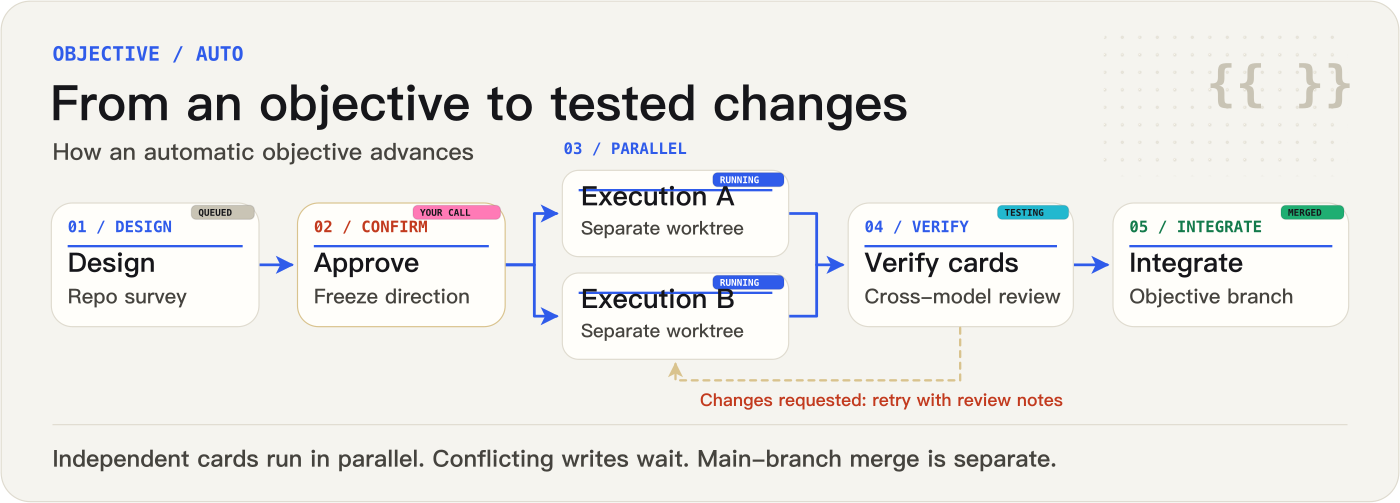 OBJECTIVE / AUTO
{{ }}
From an objective to tested changes
How an automatic objective advances
QUEUED
01 / DESIGN
Design
Repo survey
YOUR CALL
02 / CONFIRM
Approve
Freeze direction
03 / PARALLEL
RUNNING
Execution A
Separate worktree
RUNNING
Execution B
Separate worktree
TESTING
04 / VERIFY
Verify cards
Cross-model review
MERGED
05 / INTEGRATE
Integrate
Objective branch
Changes requested: retry with review notes
Independent cards run in parallel. Conflicting writes wait. Main-branch merge is separate.